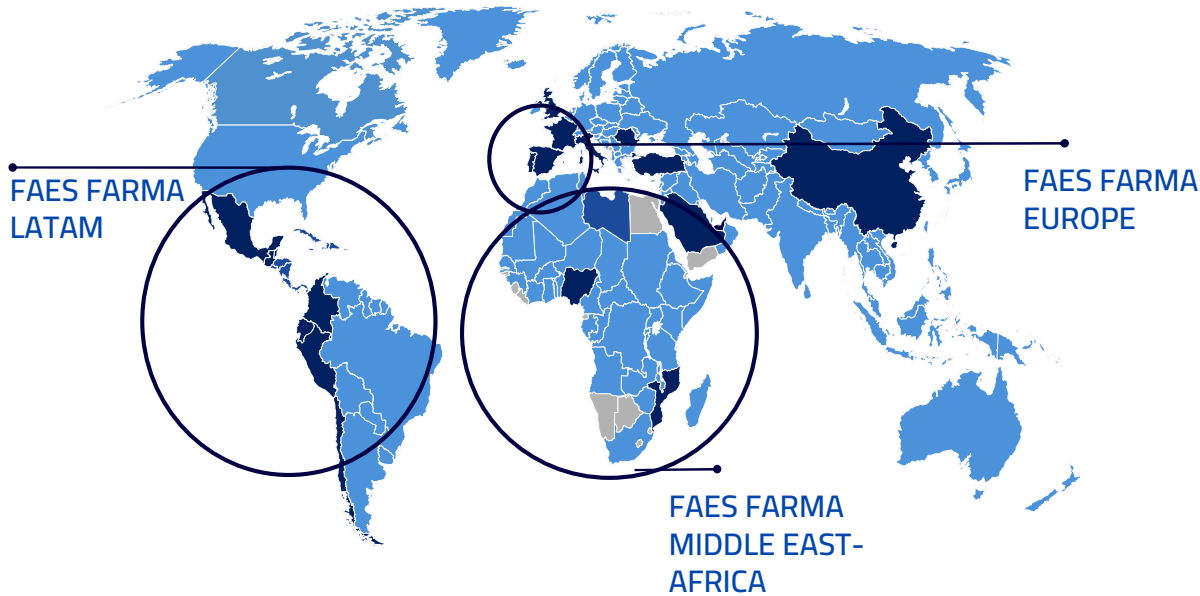 FAES FARMA
LATAM
FAES FARMA
EUROPE
FAES FARMA
MIDDLE EAST-
AFRICA